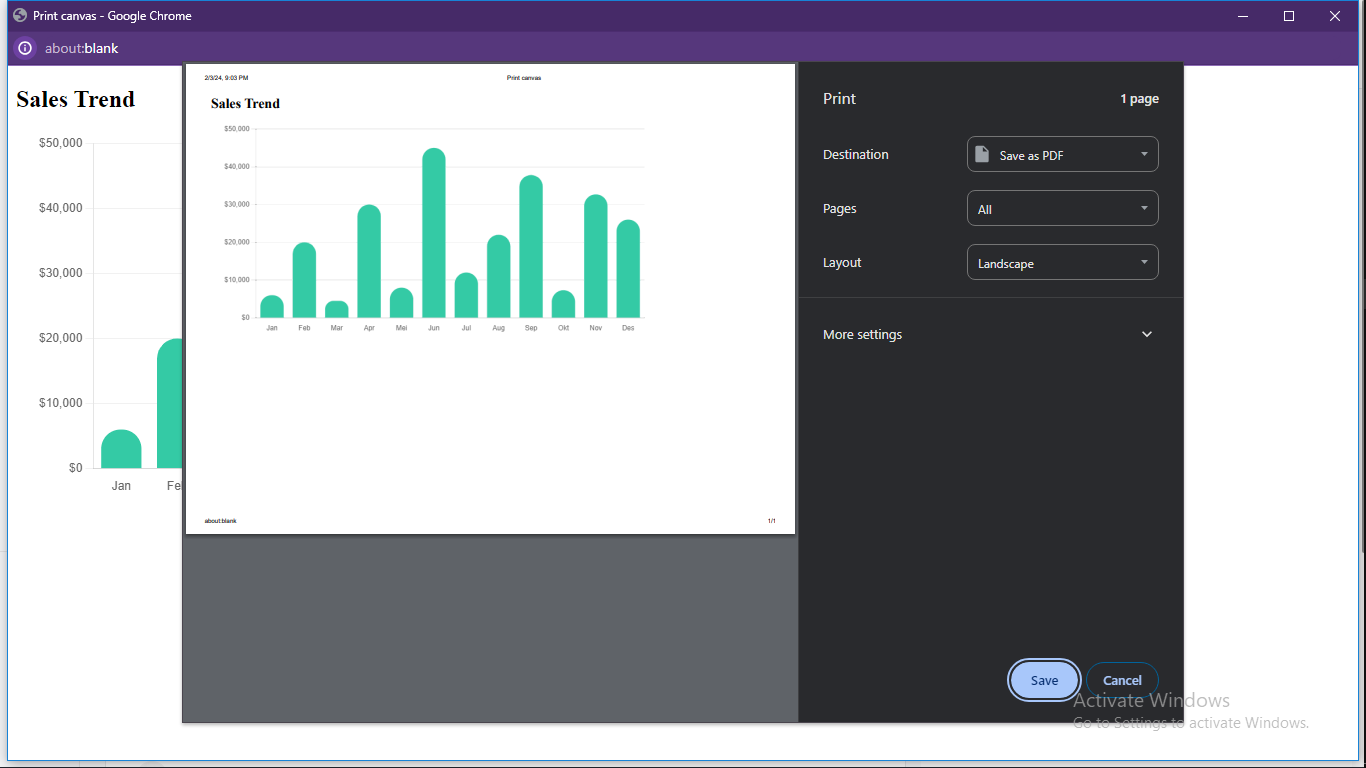 Print canvas - Google Chrome
about:blank
Sales Trend
$50,000
$40,000
$30,000
$20,000
$10,000
$0
Jan
Fe
2/3/24, 9:03 PM
Print canvas
Sales Trend
$50,000
$40,000
$30,000
$20,000
$10,000
$0
Jan Feb Mar Apr Mei Jun Jul Aug Sep Okt Nov Des
about:blank
1/1
Print
1 page
Destination
Save as PDF
Pages
All
Layout
Landscape
More settings
Save
Cancel
Activate Windows
Go to Settings to activate Windows.